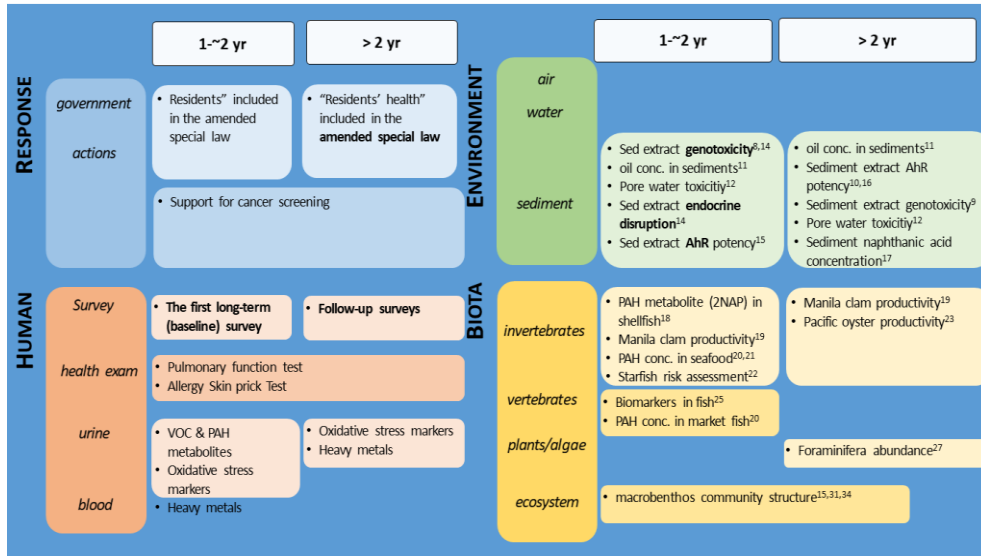 1-~2 yr
> 2 yr
RESPONSE
government
actions
• Residents” included
in the amended
special law
• “Residents’ health”
included in the
amended special law
• Support for cancer screening
HUMAN
Survey
• The first long-term
(baseline) survey
• Follow-up surveys
health exam
• Pulmonary function test
• Allergy Skin prick Test
urine
• VOC & PAH
metabolites
• Oxidative stress
markers
• Oxidative stress markers
• Heavy metals
blood
• Heavy metals
1-~2 yr
> 2 yr
ENVIRONMENT
air
water
sediment
• Sed extract genotoxicity8,14
• oil conc. in sediments11
• Pore water toxicitiy12
• Sed extract endocrine
disruption14
• Sed extract AhR potency15
• oil conc. in sediments11
• Sediment extract AhR
potency10,16
• Sediment extract genotoxicity9
• Pore water toxicitiy12
• Sediment naphthanic acid
concentration17
BIOTA
invertebrates
• PAH metabolite (2NAP) in
shellfish18
• Manila clam productivity19
• PAH conc. in seafood20,21
• Starfish risk assessment22
• Manila clam productivity19
• Pacific oyster productivity23
vertebrates
• Biomarkers in fish25
• PAH conc. in market fish20
plants/algae
• Foraminifera abundance27
ecosystem
• macrobenthos community structure15,31,34